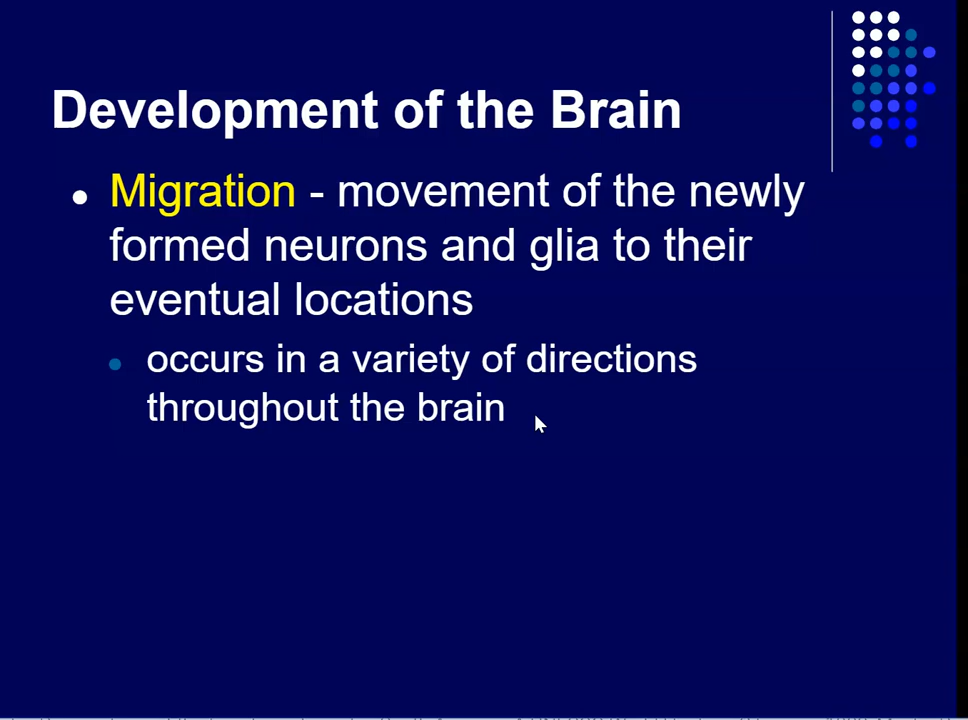 Development of the Brain
Migration - movement of the newly
formed neurons and glia to their
eventual locations
occurs in a variety of directions
throughout the brain